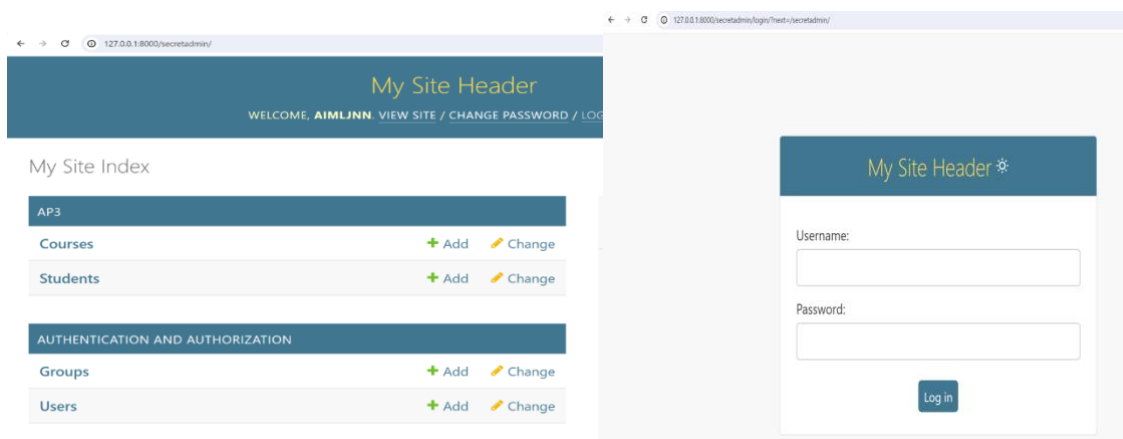 127.0.0.1:8000/secretadmin/
My Site Header
WELCOME, AIMLJNN. VIEW SITE / CHANGE PASSWORD / LOG
My Site Index
AP3
Courses Add Change
Students Add Change
AUTHENTICATION AND AUTHORIZATION
Groups Add Change
Users Add Change
127.0.0.1:8000/secretadmin/login/?next=/secretadmin/
My Site Header
Username:
Password:
Log in